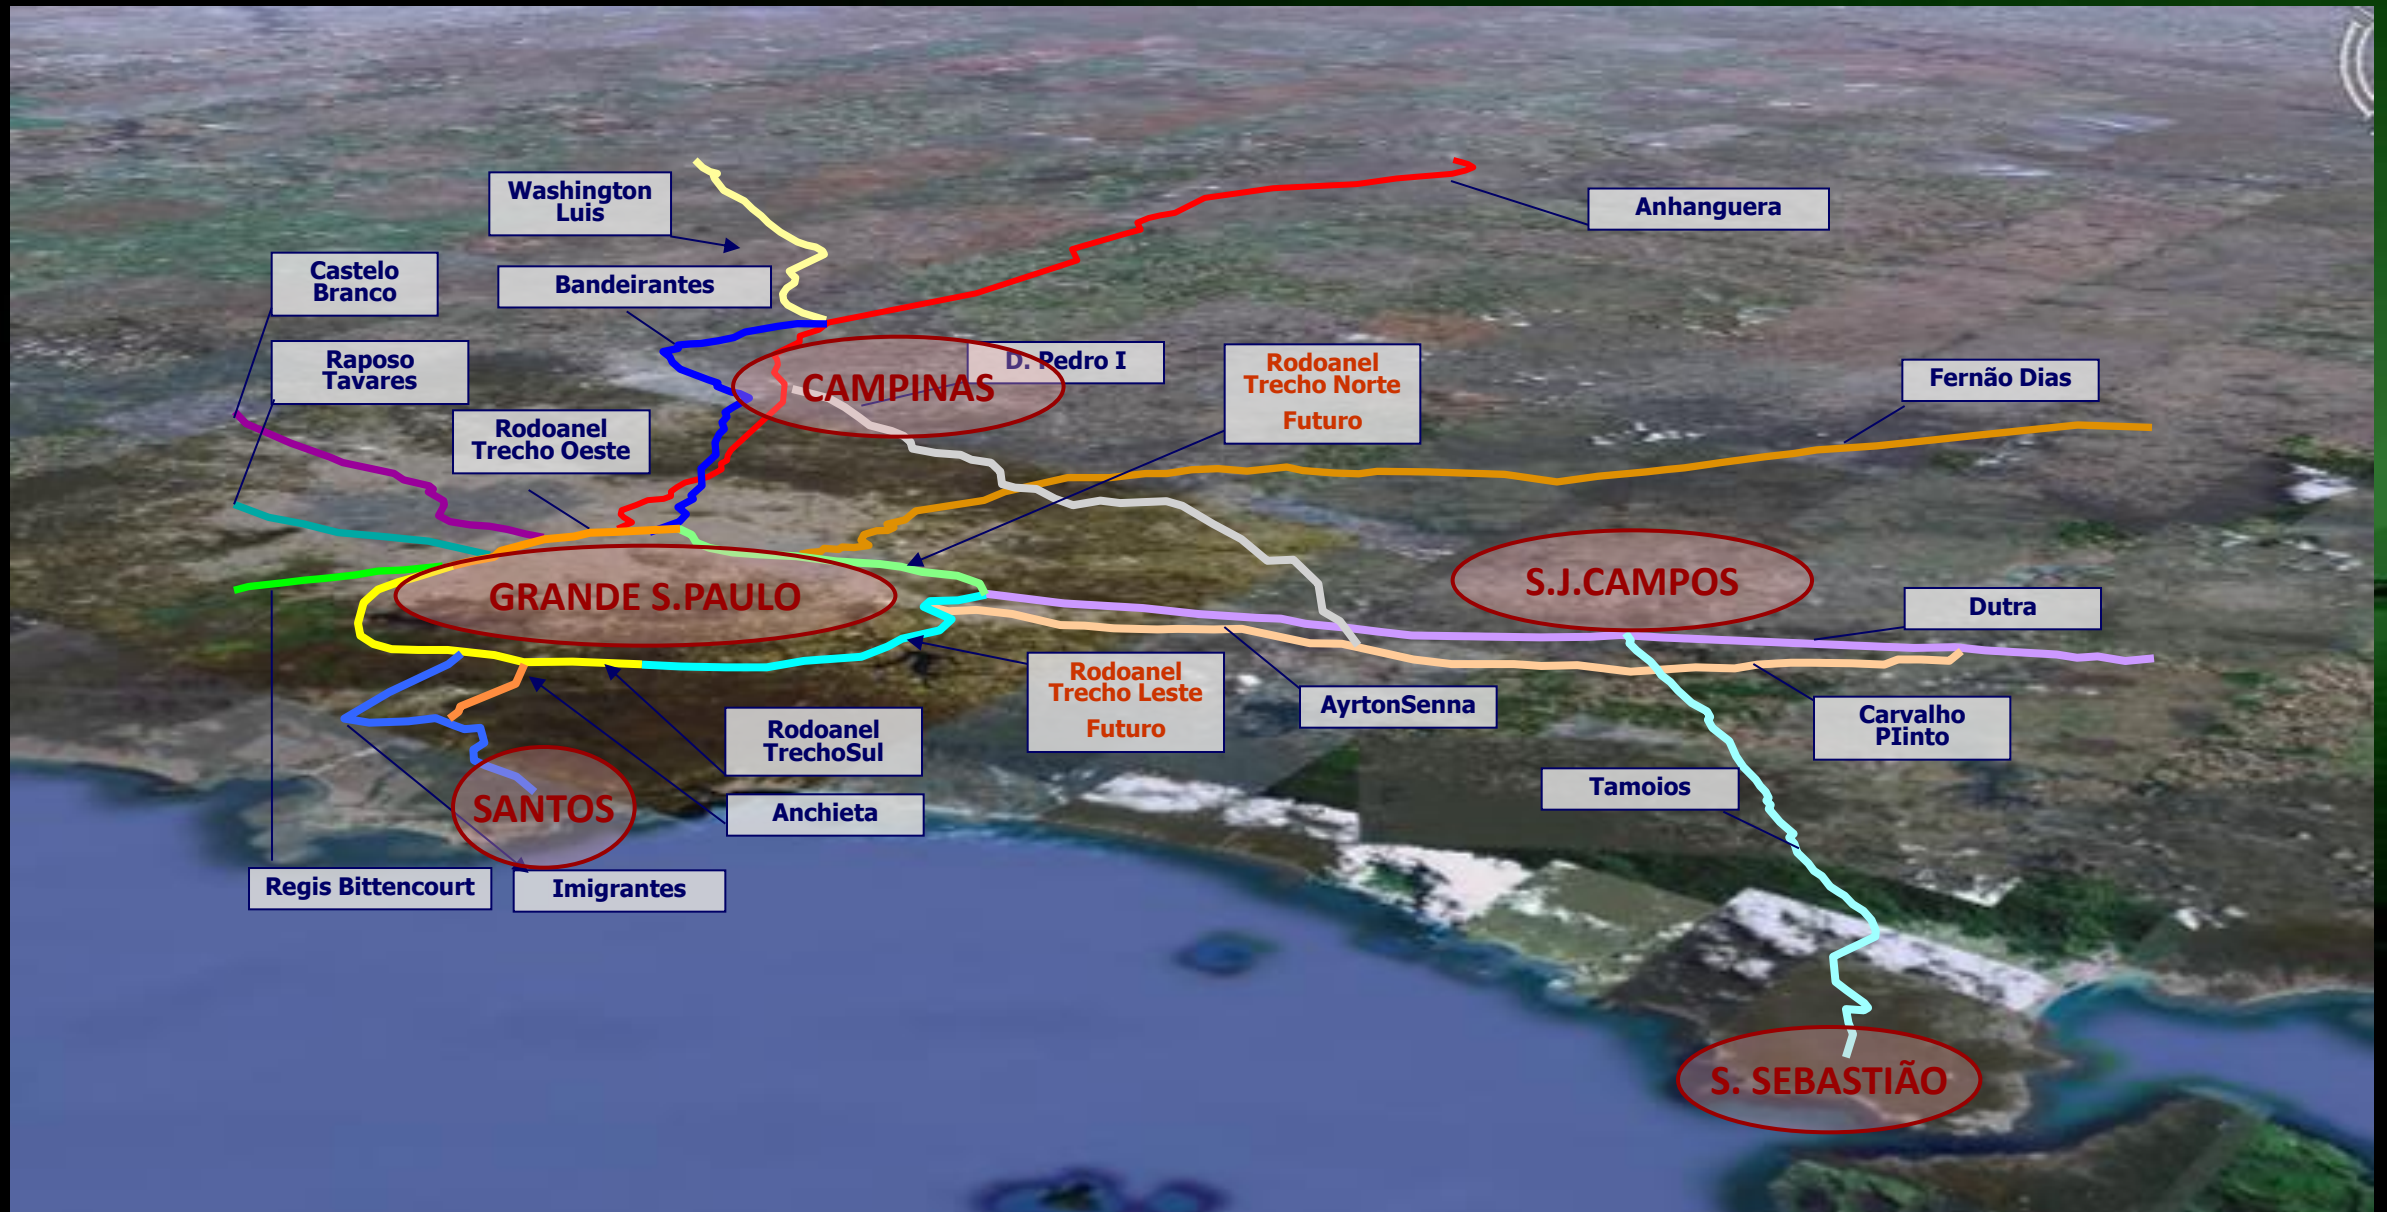 Washington
Luis
Anhanguera
Castelo
Branco
Bandeirantes
Raposo
Tavares
D. Pedro I
CAMPINAS
Rodoanel
Trecho Norte
Futuro
Fernão Dias
Rodoanel
Trecho Oeste
GRANDE S.PAULO
S.J.CAMPOS
Dutra
Rodoanel
Trecho Leste
Futuro
AyrtonSenna
Carvalho
PIinto
Rodoanel
TrechoSul
Tamoios
SANTOS
Anchieta
Regis Bittencourt
Imigrantes
S. SEBASTIÃO